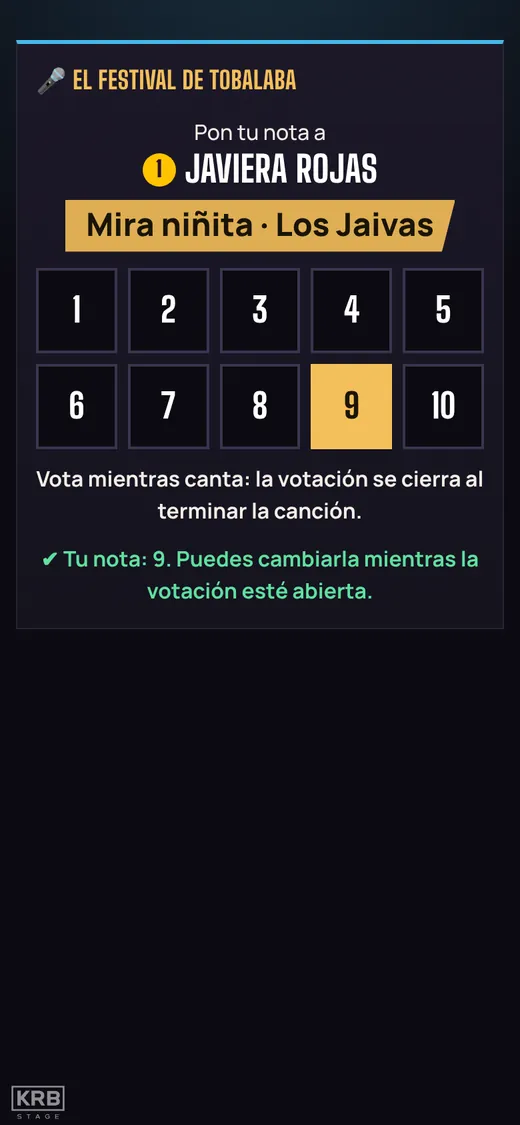 🎤 EL FESTIVAL DE TOBALABA
Pon tu nota a
1 JAVIERA ROJAS
Mira niñita · Los Jaivas
1 2 3 4 5
6 7 8 9 10
Vota mientras canta: la votación se cierra al
terminar la canción.
✔ Tu nota: 9. Puedes cambiarla mientras la
votación esté abierta.
KRB
STAGE